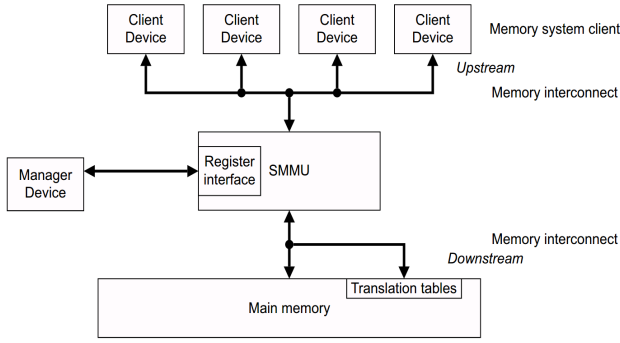 Client
Device
Client
Device
Client
Device
Client
Device
Memory system client
Upstream
Memory interconnect
Register
interface
SMMU
Manager
Device
Memory interconnect
Downstream
Translation tables
Main memory